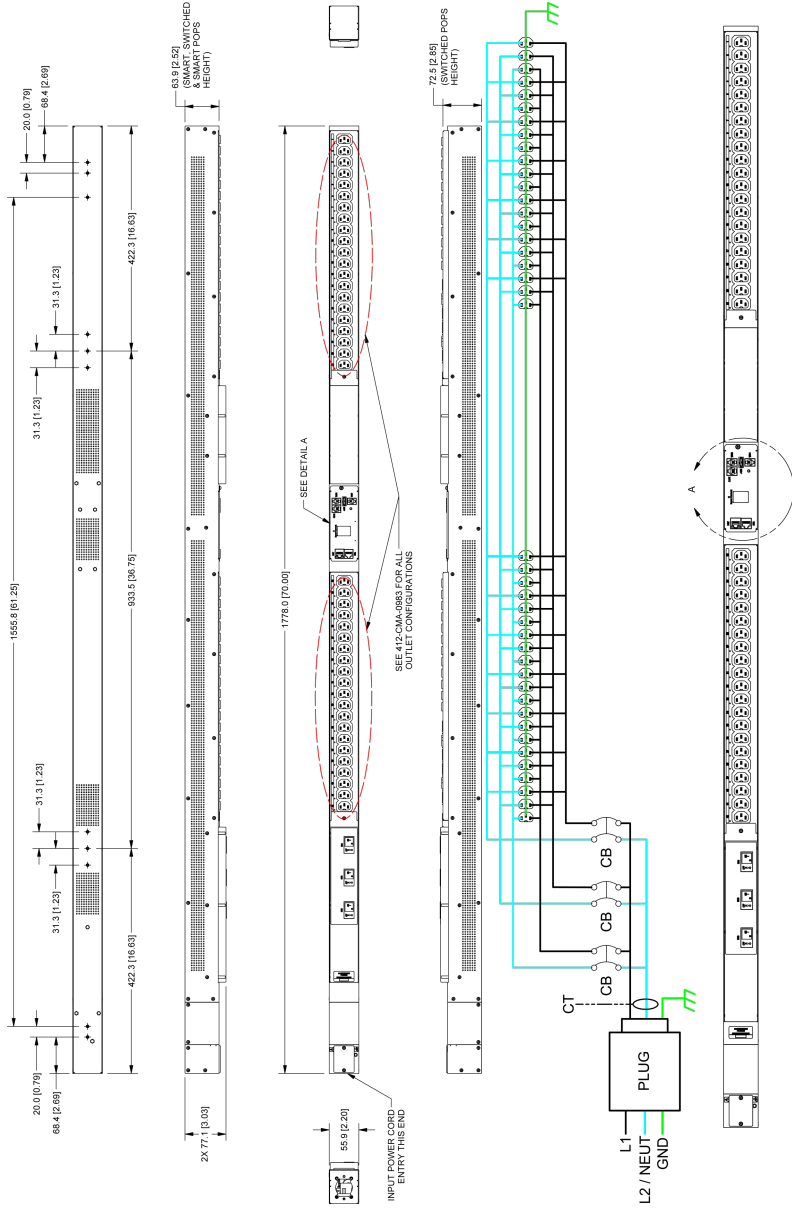 20.0 [0.79]
68.4 [2.69]
1555.8 [61.25]
31.3 [1.23]
31.3 [1.23]
422.3 [16.63]
933.5 [36.75]
31.3 [1.23]
31.3 [1.23]
422.3 [16.63]
20.0 [0.79]
68.4 [2.69]
63.9 [2.52]
(SMART, SWITCHED
& SMART POPS
HEIGHT)
2X 77.1 [3.03]
1778.0 [70.00]
SEE DETAIL A
SEE 412-CMA-0983 FOR ALL
OUTLET CONFIGURATIONS
55.9 [2.20]
INPUT POWER CORD
ENTRY THIS END
72.5 [2.85]
(SWITCHED POPS
HEIGHT)
CB
CB
CB
CT
PLUG
L1
L2 / NEUT
GND
A